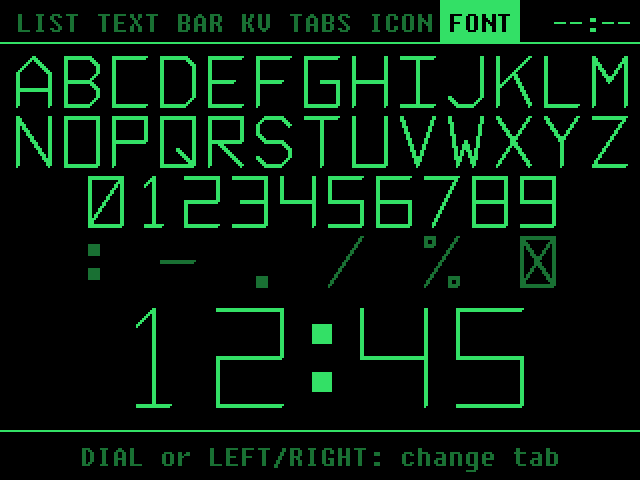 LIST TEXT BAR KV TABS ICON FONT --:--
ABCDEFGHIJKLM
NOPQRSTUVWXYZ
0123456789
: - . / %
12:45
DIAL or LEFT/RIGHT: change tab